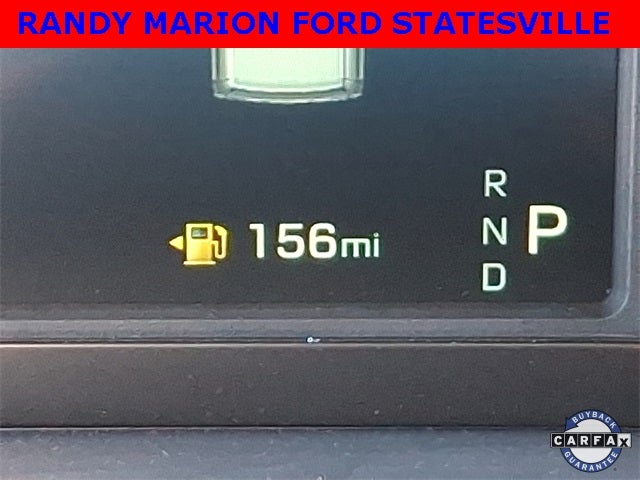 RANDY MARION FORD STATESVILLE
R
156mi N P
D
BUYBACK
CARFAX
GUARANTEE